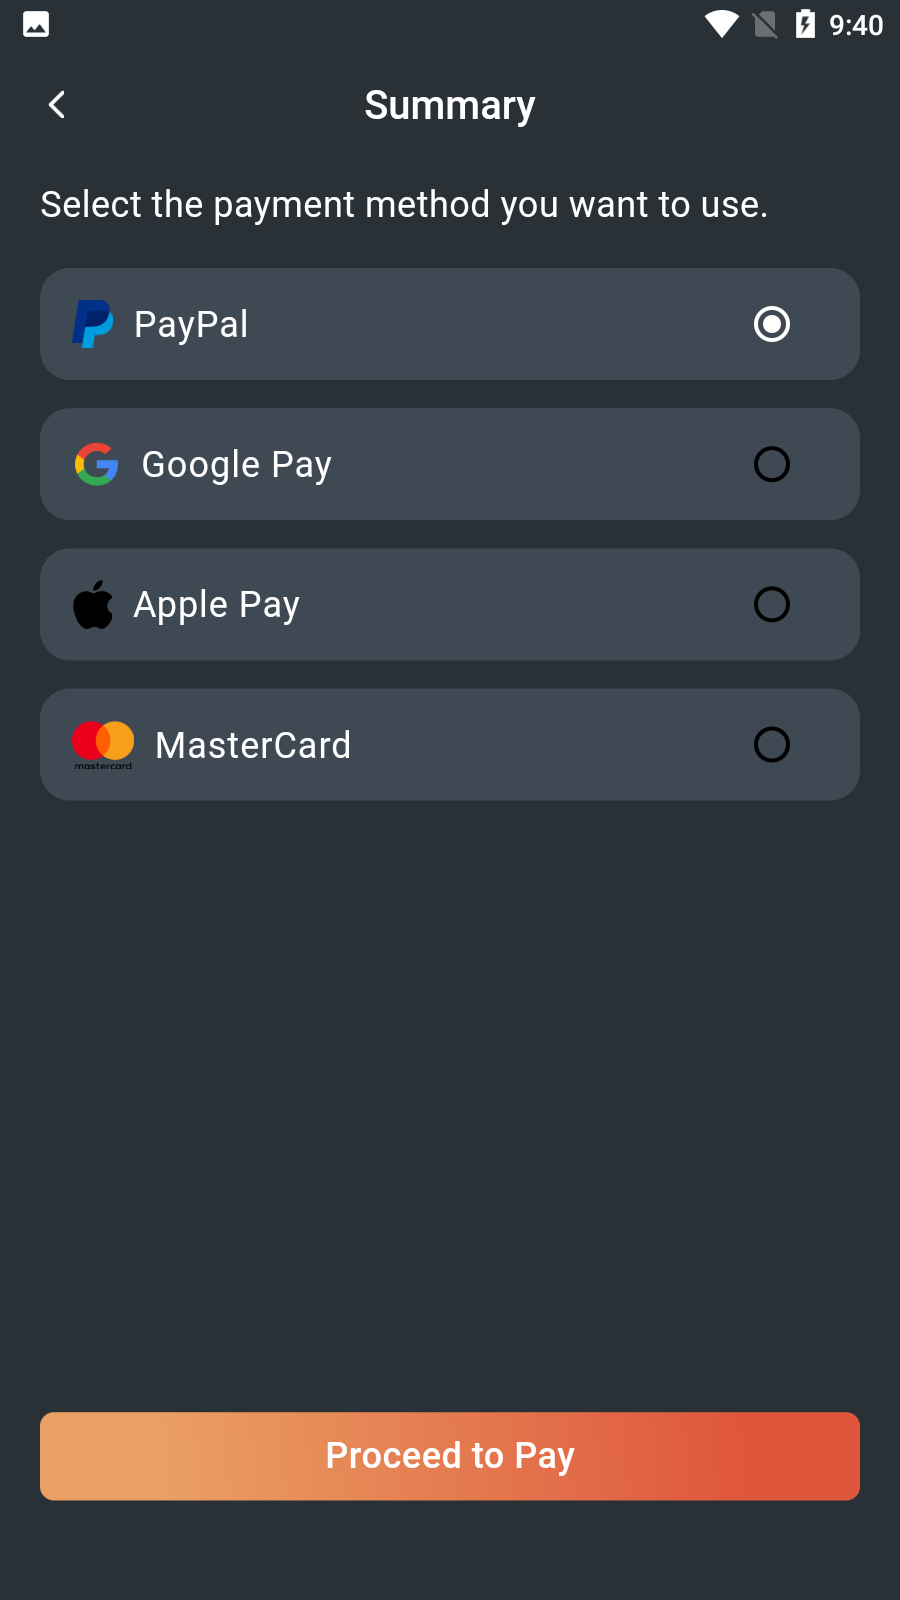 9:40
Summary
Select the payment method you want to use.
PayPal
Google Pay
Apple Pay
mastercard
MasterCard
Proceed to Pay